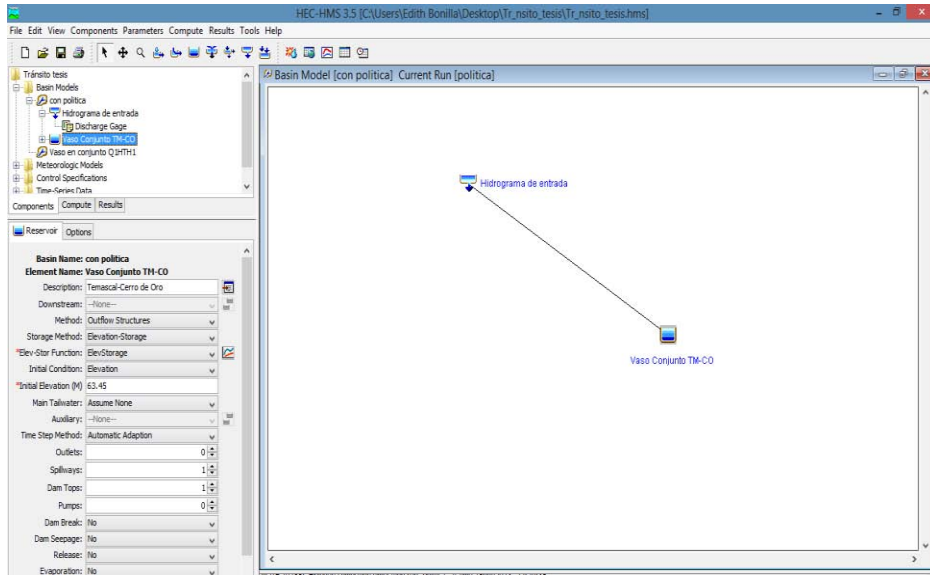 HEC-HMS 3.5 [C:\Users\Edith Bonilla\Desktop\Tr_nsito_tesis\Tr_nsito_tesis.hms]
File Edit View Components Parameters Compute Results Tools Help
Tránsito tesis
Basin Models
con politica
Hidrograma de entrada
Discharge Gage
Vaso Conjunto TM-CO
Vaso en conjunto Q1HTH1
Meteorologic Models
Control Specifications
Time-Series Data
Components Compute Results
Reservoir Options
Basin Name: con politica
Element Name: Vaso Conjunto TM-CO
Description: Temascal-Cerro de Oro
Downstream: --None--
Method: Outflow Structures
Storage Method: Elevation-Storage
*Elev-Stor Function: ElevStorage
Initial Condition: Elevation
*Initial Elevation (M) 63.45
Main Tailwater: Assume None
Auxiliary: --None--
Time Step Method: Automatic Adaption
Outlets: 0
Spillways: 1
Dam Tops: 1
Pumps: 0
Dam Break: No
Dam Seepage: No
Release: No
Evaporation: No
Basin Model [con politica] Current Run [politica]
Hidrograma de entrada
Vaso Conjunto TM-CO